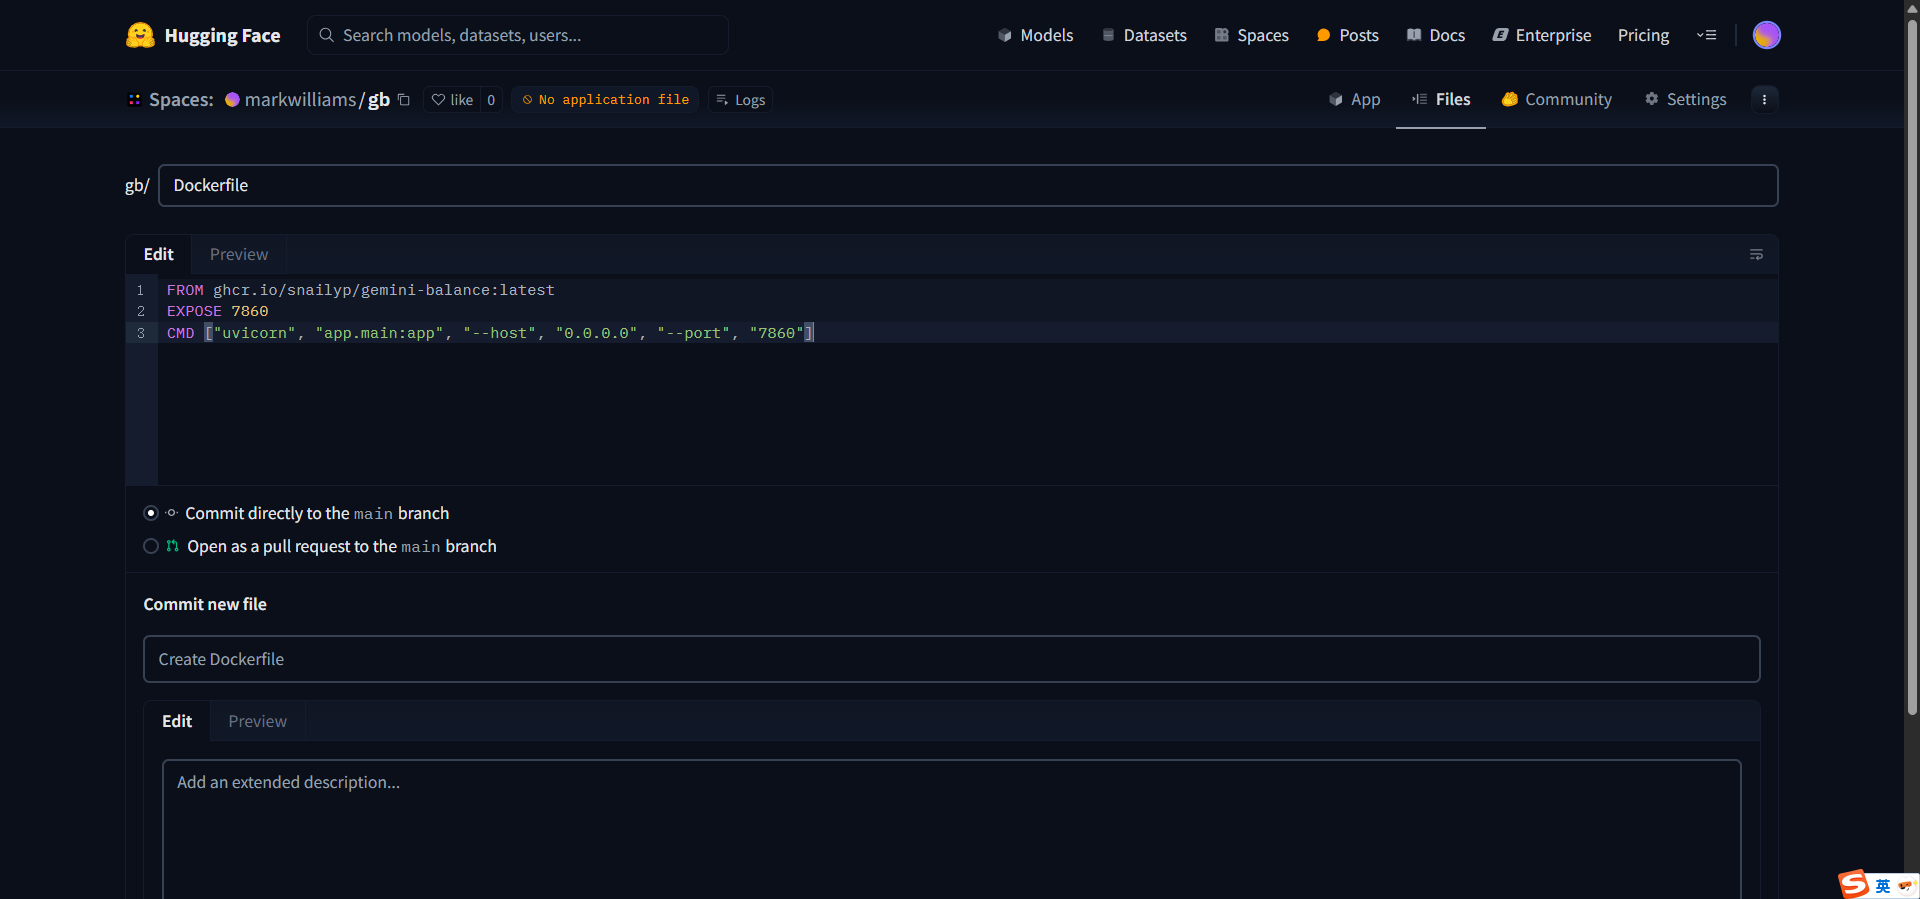 Hugging Face
Search models, datasets, users...
Models
Datasets
Spaces
Posts
Docs
Enterprise
Pricing
Spaces:
markwilliams/gb
like 0
No application file
Logs
App
Files
Community
Settings
gb/
Dockerfile
Edit
Preview
1 FROM ghcr.io/snailyp/gemini-balance:latest
2 EXPOSE 7860
3 CMD ["uvicorn", "app.main:app", "--host", "0.0.0.0", "--port", "7860"]
Commit directly to the main branch
Open as a pull request to the main branch
Commit new file
Create Dockerfile
Edit
Preview
Add an extended description...
S 英